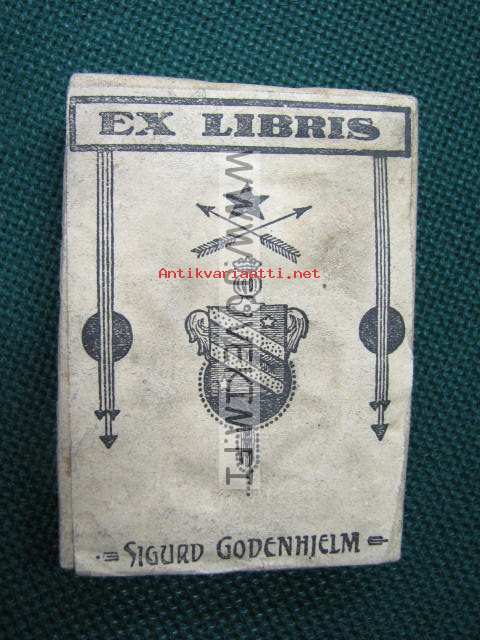 EX LIBRIS
Antikvariaatti.net
SIGURD GODENHJELM